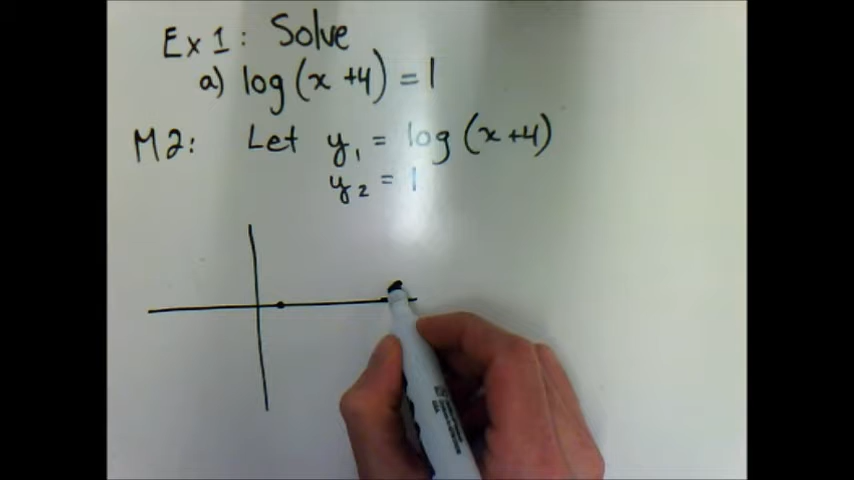 Ex 1: Solve
a) log(x+4) = 1
M2: Let y₁ = log(x+4)
y₂ = 1